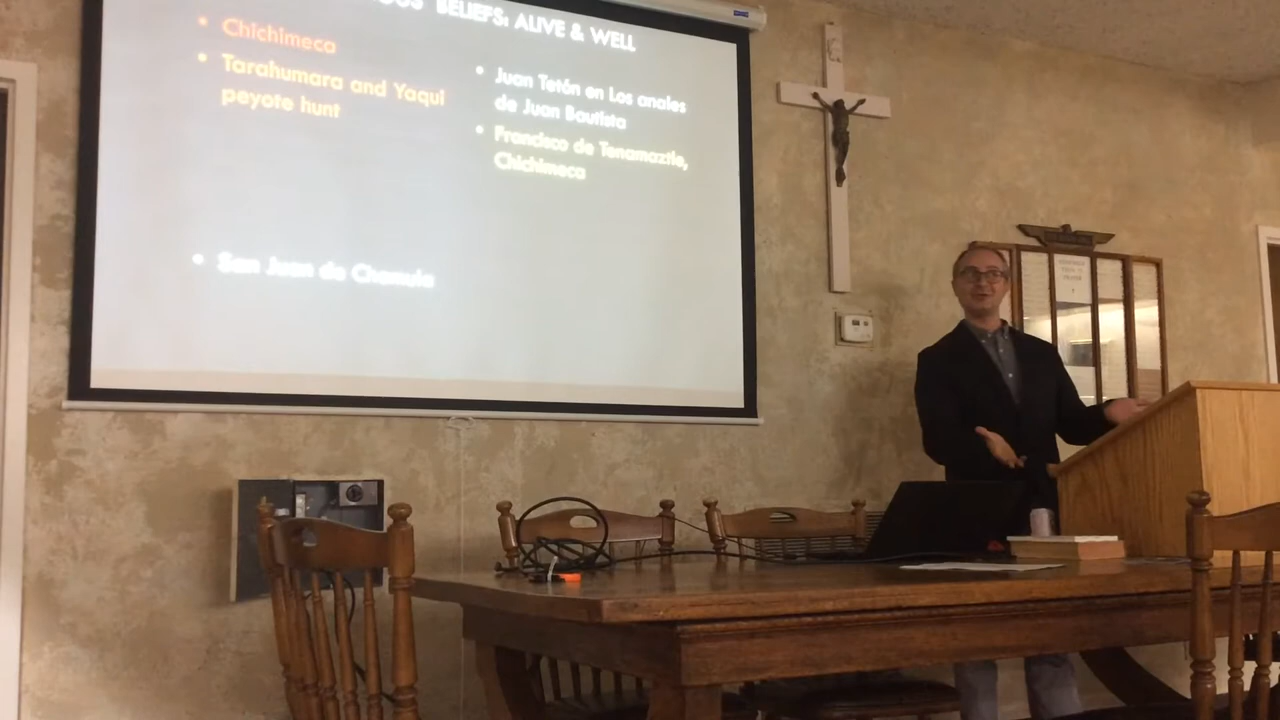 BELIEFS: ALIVE & WELL
• Chichimeca
• Tarahumara and Yaqui
peyote hunt
• San Juan de Chamula
• Juan Tetón en Los anales
de Juan Bautista
• Francisco de Tenamaztle,
Chichimeca